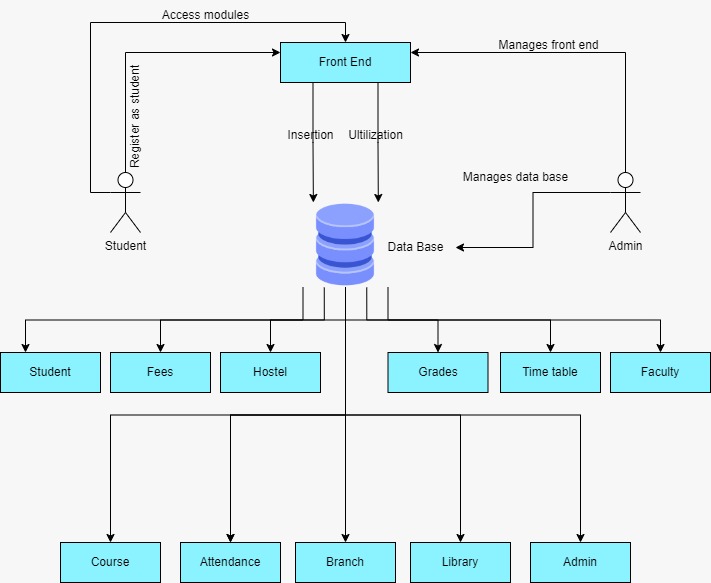 Access modules
Manages front end
Front End
Register as student
Insertion
Ultilization
Manages data base
Student
Data Base
Admin
Student
Fees
Hostel
Grades
Time table
Faculty
Course
Attendance
Branch
Library
Admin